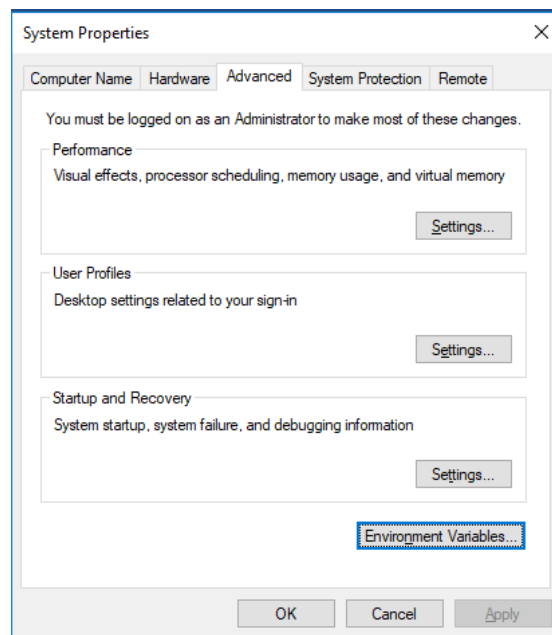 System Properties
Computer Name Hardware Advanced System Protection Remote
You must be logged on as an Administrator to make most of these changes.
Performance
Visual effects, processor scheduling, memory usage, and virtual memory
Settings...
User Profiles
Desktop settings related to your sign-in
Settings...
Startup and Recovery
System startup, system failure, and debugging information
Settings...
Environment Variables...
OK Cancel Apply